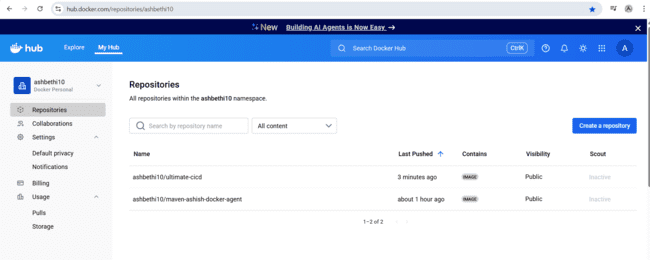 hub.docker.com/repositories/ashbethi10
New Building AI Agents is Now Easy →
hub Explore My Hub Search Docker Hub CtrlK A
ashbethi10
Docker Personal
Repositories
Collaborations
Settings
Default privacy
Notifications
Billing
Usage
Pulls
Storage
Repositories
All repositories within the ashbethi10 namespace.
Search by repository name All content Create a repository
Name Last Pushed Contains Visibility Scout
ashbethi10/ultimate-cicd 3 minutes ago IMAGE Public Inactive
ashbethi10/maven-ashish-docker-agent about 1 hour ago IMAGE Public Inactive
1–2 of 2